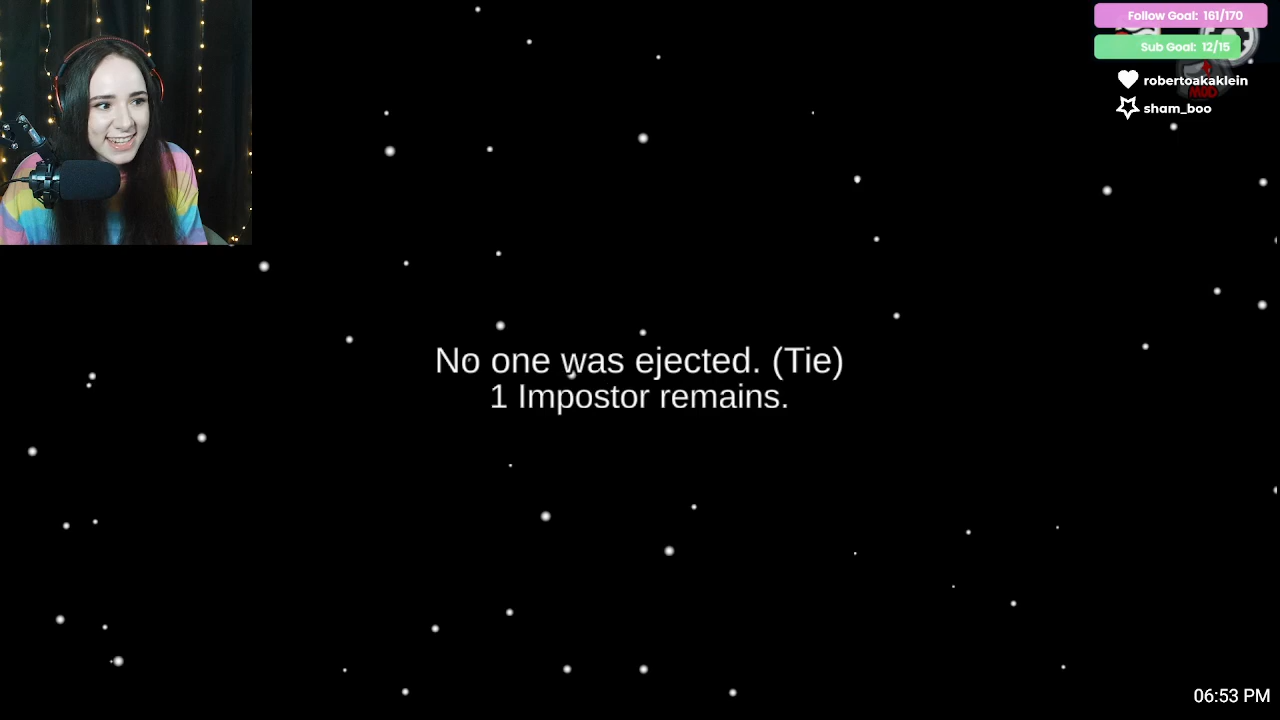 Follow Goal: 161/170
Sub Goal: 12/15
MOD
robertoakaklein
sham_boo
No one was ejected. (Tie)
1 Impostor remains.
06:53 PM